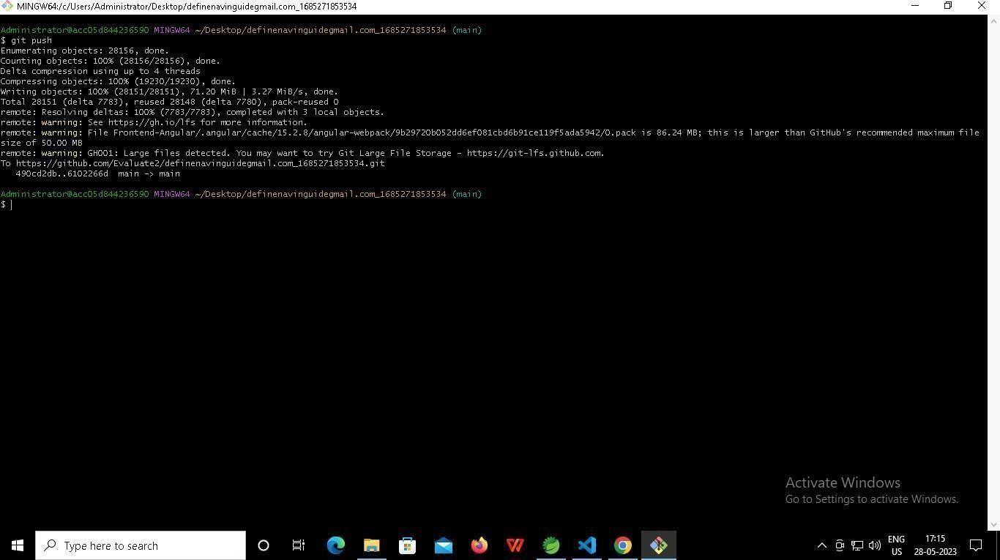 MINGW64:/c/Users/Administrator/Desktop/definenavinguidegmail.com_1685271853534
Administrator@acc05d844236590 MINGW64 ~/Desktop/definenavinguidegmail.com_1685271853534 (main)
$ git push
Enumerating objects: 28156, done.
Counting objects: 100% (28156/28156), done.
Delta compression using up to 4 threads
Compressing objects: 100% (19230/19230), done.
Writing objects: 100% (28151/28151), 71.20 MiB | 3.27 MiB/s, done.
Total 28151 (delta 7783), reused 28148 (delta 7780), pack-reused 0
remote: Resolving deltas: 100% (7783/7783), completed with 3 local objects.
remote: warning: See https://gh.io/lfs for more information.
remote: warning: File Frontend-Angular/.angular/cache/15.2.8/angular-webpack/9b29720b052dd6ef081cbd6b91ce119f5ada5942/0.pack is 86.24 MB; this is larger than GitHub's recommended maximum file
size of 50.00 MB
remote: warning: GH001: Large files detected. You may want to try Git Large File Storage - https://git-lfs.github.com.
To https://github.com/Evaluate2/definenavinguidegmail.com_1685271853534.git
   490cd2db..6102266d  main -> main
Administrator@acc05d844236590 MINGW64 ~/Desktop/definenavinguidegmail.com_1685271853534 (main)
$
Activate Windows
Go to Settings to activate Windows.
Type here to search
ENG
US
17:15
28-05-2023